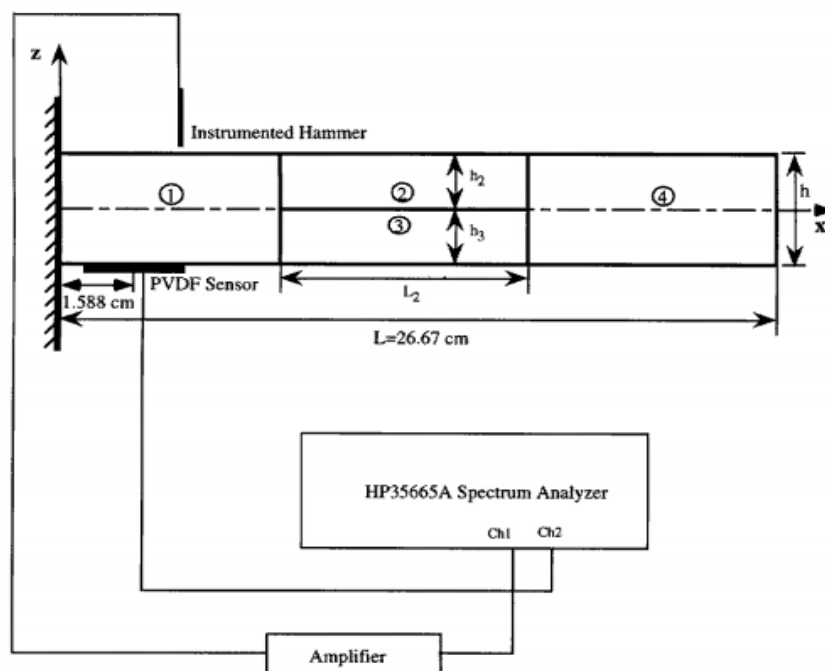 z
Instrumented Hammer
①
②
h₂
④
h
③
h₃
x
PVDF Sensor
L₂
1.588 cm
L=26.67 cm
HP35665A Spectrum Analyzer
Ch1 Ch2
Amplifier